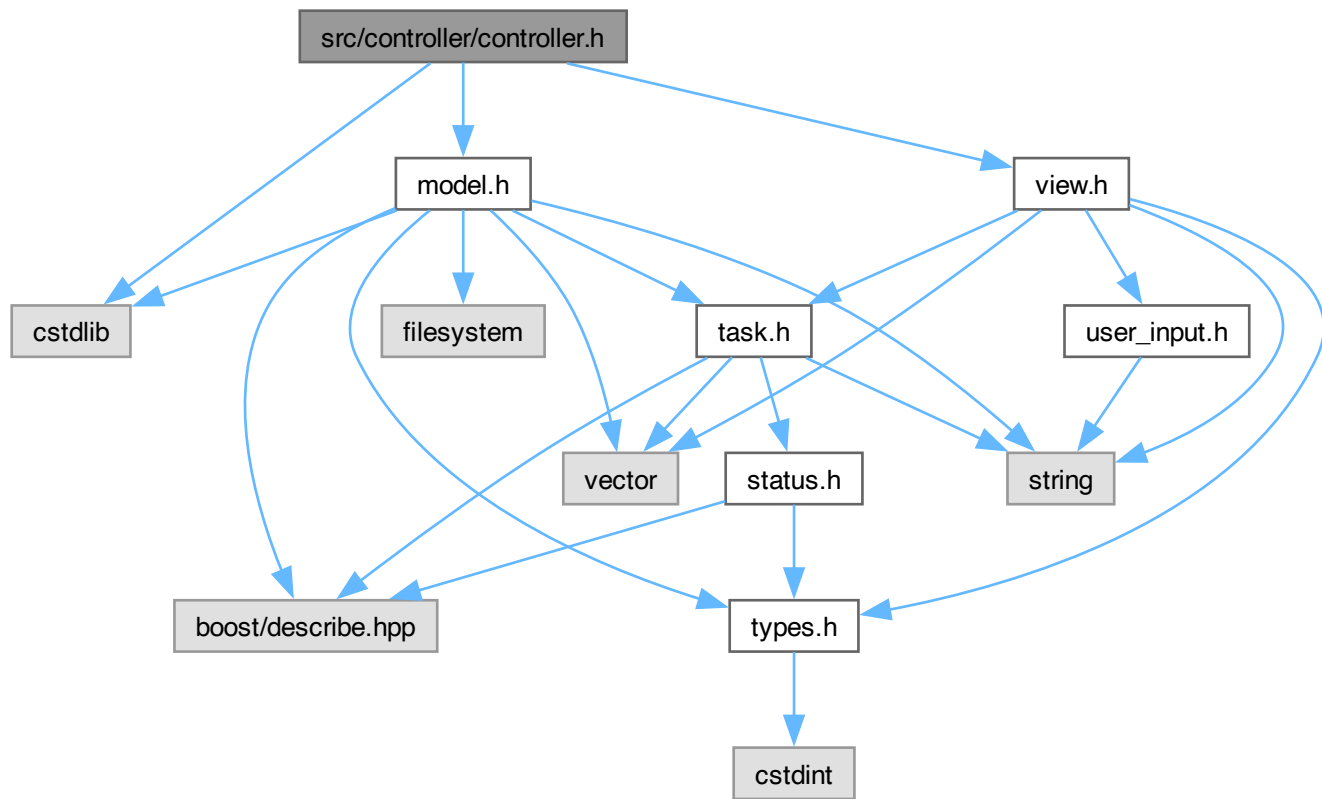 src/controller/controller.h
model.h
view.h
cstdlib
filesystem
task.h
user_input.h
vector
status.h
string
boost/describe.hpp
types.h
cstdint